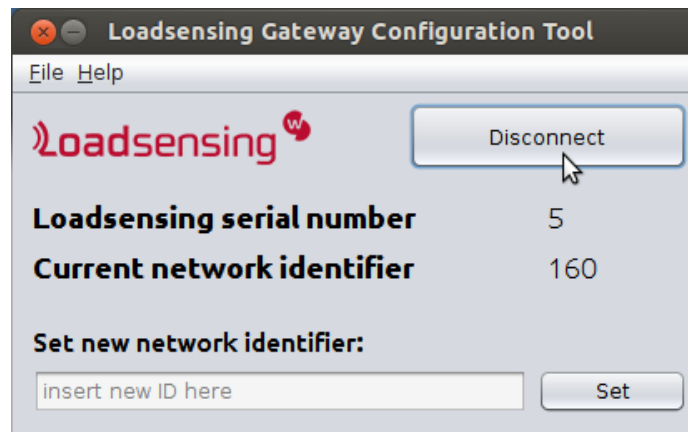 Loadsensing Gateway Configuration Tool
File Help
Loadsensing W
Disconnect
Loadsensing serial number 5
Current network identifier 160
Set new network identifier:
insert new ID here Set